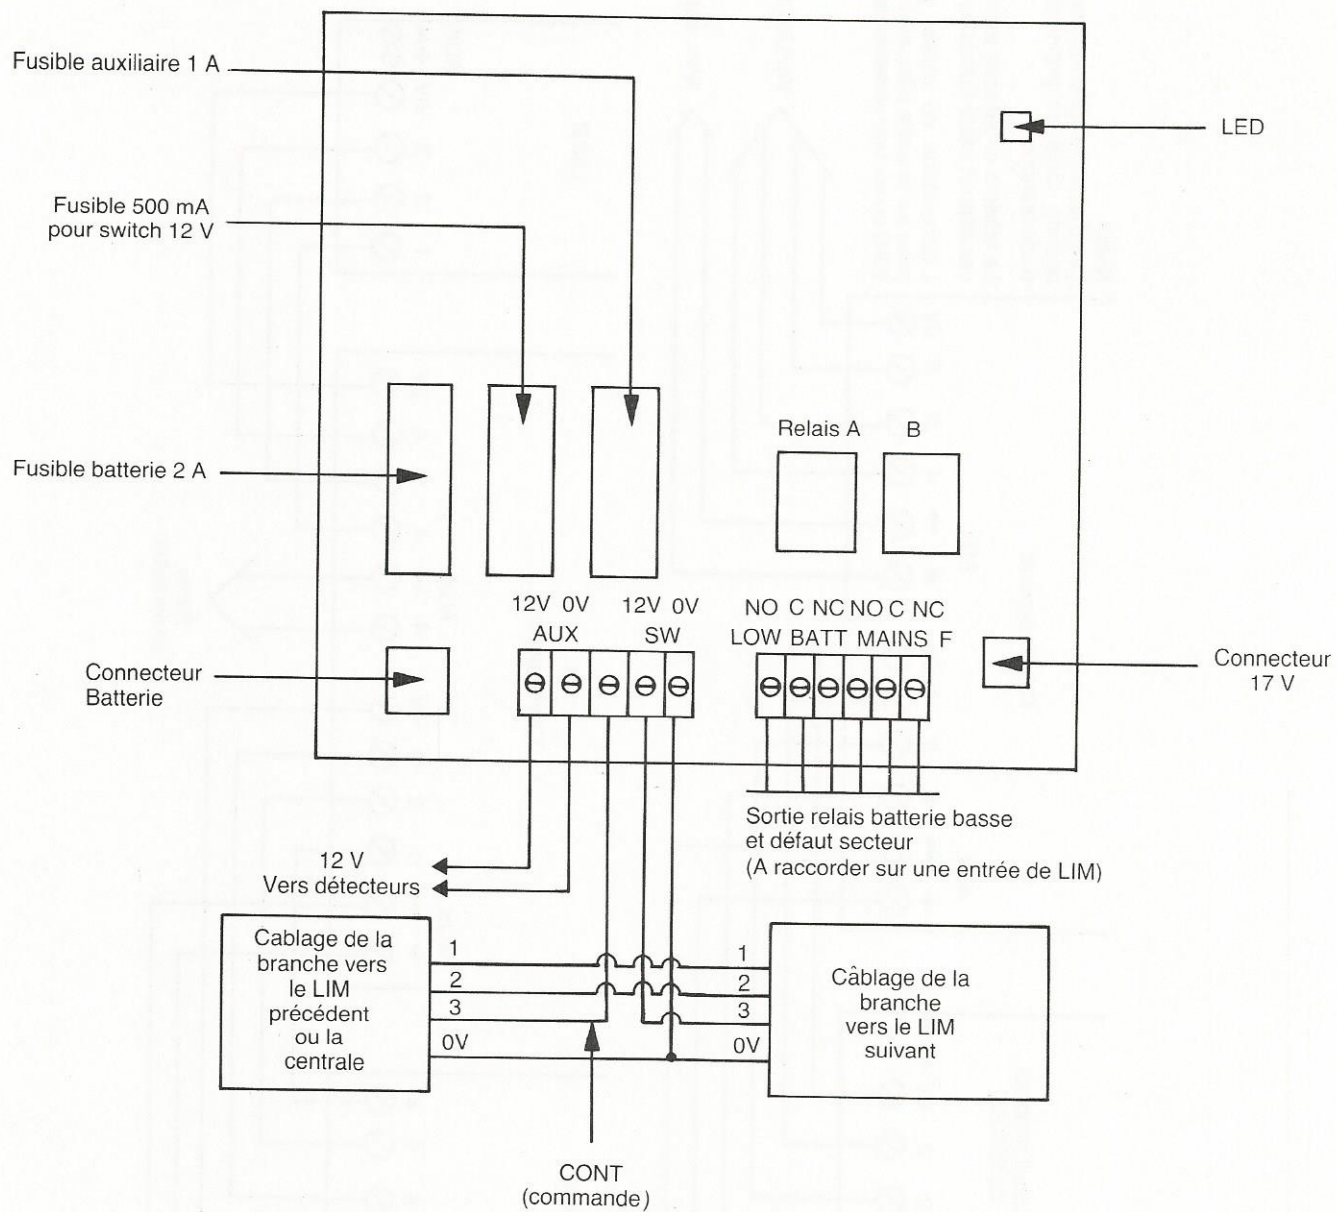 Fusible auxiliaire 1 A
LED
Fusible 500 mA
pour switch 12 V
Relais A B
Fusible batterie 2 A
12V 0V 12V 0V
AUX SW
NO C NC NO C NC
LOW BATT MAINS F
Connecteur
Batterie
Connecteur
17 V
Sortie relais batterie basse
et défaut secteur
(A raccorder sur une entrée de LIM)
12 V
Vers détecteurs
Cablage de la
branche vers
le LIM
précédent
ou la
centrale
1
2
3
0V
1
2
3
0V
Câblage de la
branche
vers le LIM
suivant
CONT
(commande)